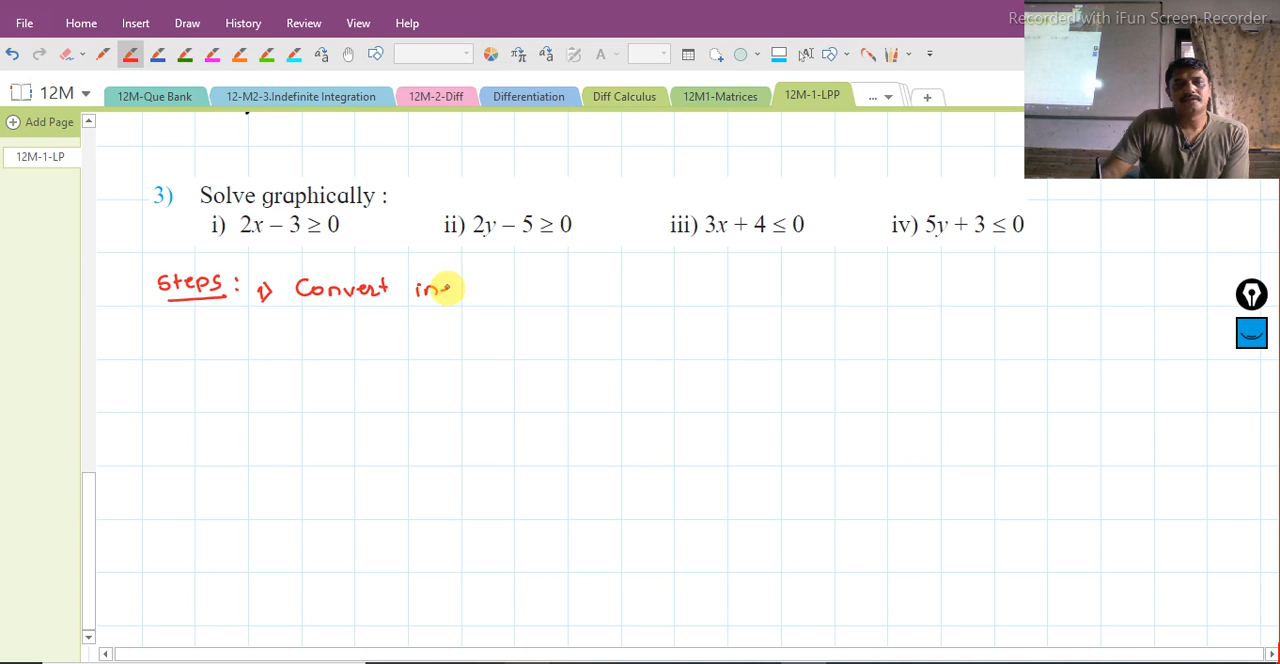 File Home Insert Draw History Review View Help
Recorded with iFun Screen Recorder
12M 12M-Que Bank 12-M2-3.Indefinite Integration 12M-2-Diff Differentiation Diff Calculus 12M1-Matrices 12M-1-LPP ... +
Add Page
12M-1-LP
3) Solve graphically :
i) 2x – 3 ≥ 0 ii) 2y – 5 ≥ 0 iii) 3x + 4 ≤ 0 iv) 5y + 3 ≤ 0
Steps : 1) Convert in